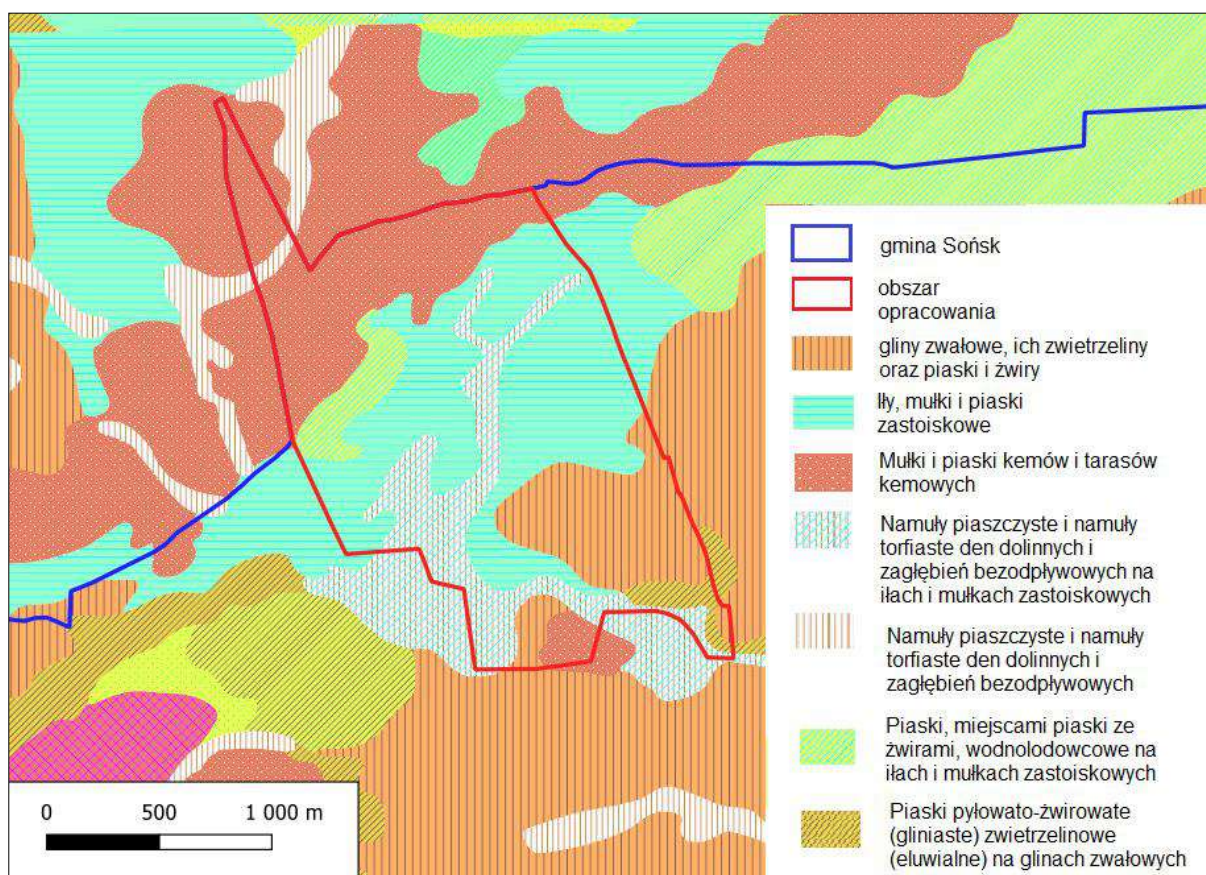 gmina Sońsk
obszar
opracowania
gliny zwałowe, ich zwietrzeliny
oraz piaski i żwiry
Iły, mułki i piaski
zastoiskowe
Mułki i piaski kemów i tarasów
kemowych
Namuły piaszczyste i namuły
torfiaste den dolinnych i
zagłębień bezodpływowych na
iłach i mułkach zastoiskowych
Namuły piaszczyste i namuły
torfiaste den dolinnych i
zagłębień bezodpływowych
Piaski, miejscami piaski ze
żwirami, wodnolodowcowe na
iłach i mułkach zastoiskowych
Piaski pyłowato-żwirowate
(gliniaste) zwietrzelinowe
(eluwialne) na glinach zwałowych
0 500 1 000 m